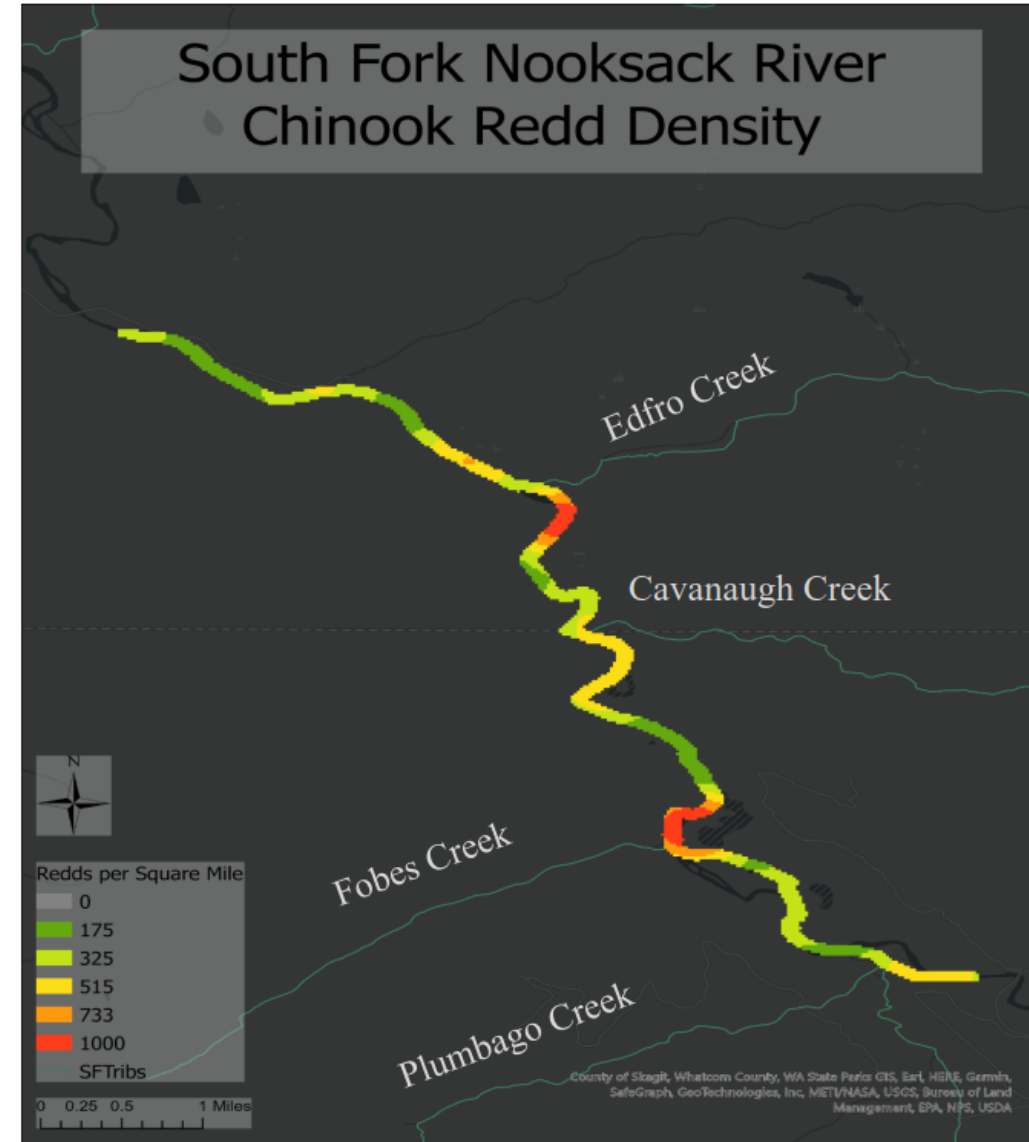 South Fork Nooksack River
Chinook Redd Density
Edfro Creek
Cavanaugh Creek
Fobes Creek
Plumbago Creek
N
Redds per Square Mile
0
175
325
515
733
1000
SFTribs
0 0.25 0.5 1 Miles
County of Skagit, Whatcom County, WA State Parks GIS, Esri, HERE, Garmin,
SafeGraph, GeoTechnologies, Inc, METI/NASA, USGS, Bureau of Land
Management, EPA, NPS, USDA